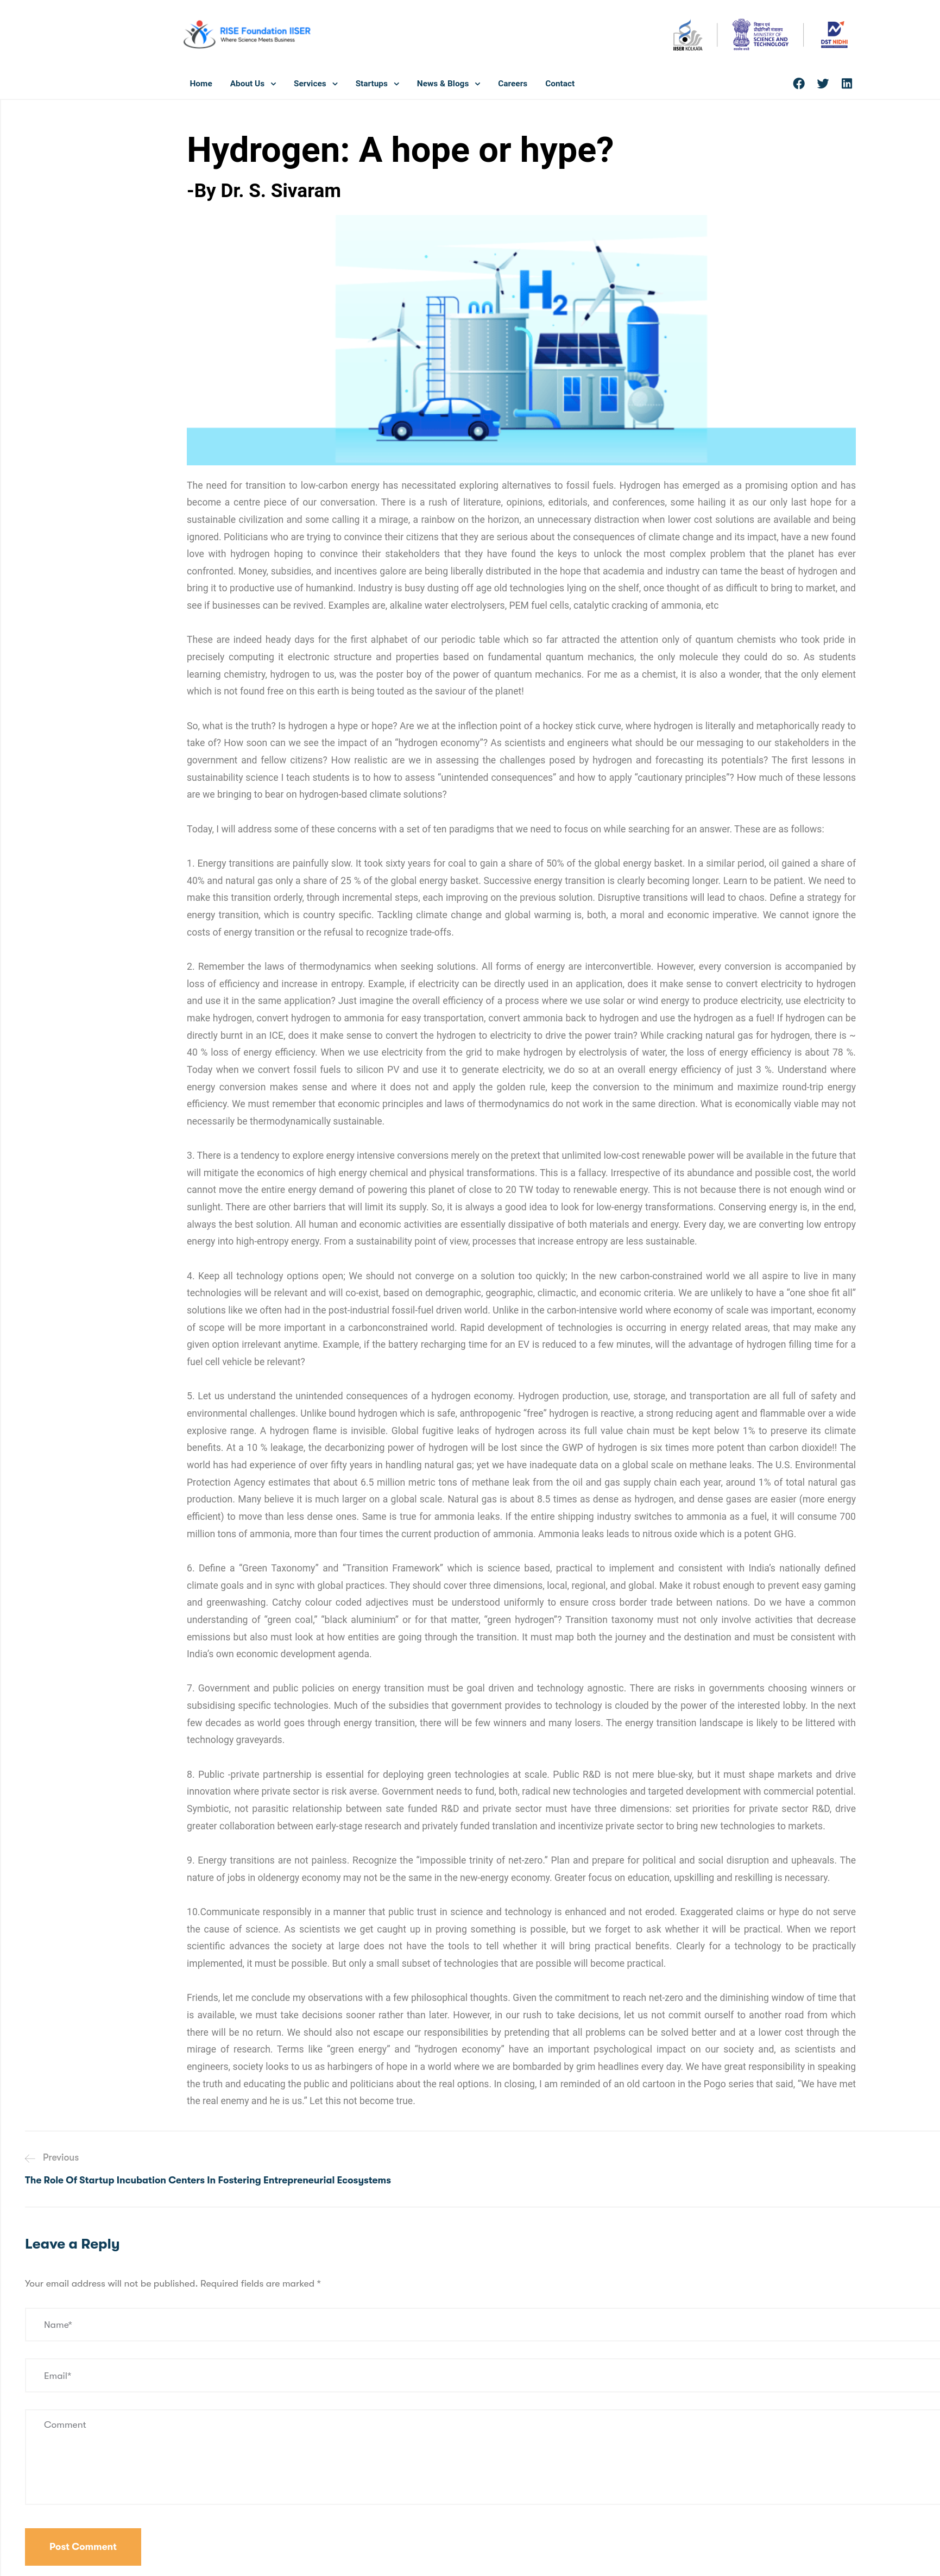 RISE Foundation IISER
Where Science Meets Business
IISER KOLKATA
विज्ञान एवं
प्रौद्योगिकी मंत्रालय
MINISTRY OF
SCIENCE AND
TECHNOLOGY
सत्यमेव जयते
DST NIDHI
Home About Us Services Startups News & Blogs Careers Contact
Hydrogen: A hope or hype?
-By Dr. S. Sivaram
H2
The need for transition to low-carbon energy has necessitated exploring alternatives to fossil fuels. Hydrogen has emerged as a promising option and has
become a centre piece of our conversation. There is a rush of literature, opinions, editorials, and conferences, some hailing it as our only last hope for a
sustainable civilization and some calling it a mirage, a rainbow on the horizon, an unnecessary distraction when lower cost solutions are available and being
ignored. Politicians who are trying to convince their citizens that they are serious about the consequences of climate change and its impact, have a new found
love with hydrogen hoping to convince their stakeholders that they have found the keys to unlock the most complex problem that the planet has ever
confronted. Money, subsidies, and incentives galore are being liberally distributed in the hope that academia and industry can tame the beast of hydrogen and
bring it to productive use of humankind. Industry is busy dusting off age old technologies lying on the shelf, once thought of as difficult to bring to market, and
see if businesses can be revived. Examples are, alkaline water electrolysers, PEM fuel cells, catalytic cracking of ammonia, etc
These are indeed heady days for the first alphabet of our periodic table which so far attracted the attention only of quantum chemists who took pride in
precisely computing it electronic structure and properties based on fundamental quantum mechanics, the only molecule they could do so. As students
learning chemistry, hydrogen to us, was the poster boy of the power of quantum mechanics. For me as a chemist, it is also a wonder, that the only element
which is not found free on this earth is being touted as the saviour of the planet!
So, what is the truth? Is hydrogen a hype or hope? Are we at the inflection point of a hockey stick curve, where hydrogen is literally and metaphorically ready to
take of? How soon can we see the impact of an “hydrogen economy”? As scientists and engineers what should be our messaging to our stakeholders in the
government and fellow citizens? How realistic are we in assessing the challenges posed by hydrogen and forecasting its potentials? The first lessons in
sustainability science I teach students is to how to assess “unintended consequences” and how to apply “cautionary principles”? How much of these lessons
are we bringing to bear on hydrogen-based climate solutions?
Today, I will address some of these concerns with a set of ten paradigms that we need to focus on while searching for an answer. These are as follows:
1. Energy transitions are painfully slow. It took sixty years for coal to gain a share of 50% of the global energy basket. In a similar period, oil gained a share of
40% and natural gas only a share of 25 % of the global energy basket. Successive energy transition is clearly becoming longer. Learn to be patient. We need to
make this transition orderly, through incremental steps, each improving on the previous solution. Disruptive transitions will lead to chaos. Define a strategy for
energy transition, which is country specific. Tackling climate change and global warming is, both, a moral and economic imperative. We cannot ignore the
costs of energy transition or the refusal to recognize trade-offs.
2. Remember the laws of thermodynamics when seeking solutions. All forms of energy are interconvertible. However, every conversion is accompanied by
loss of efficiency and increase in entropy. Example, if electricity can be directly used in an application, does it make sense to convert electricity to hydrogen
and use it in the same application? Just imagine the overall efficiency of a process where we use solar or wind energy to produce electricity, use electricity to
make hydrogen, convert hydrogen to ammonia for easy transportation, convert ammonia back to hydrogen and use the hydrogen as a fuel! If hydrogen can be
directly burnt in an ICE, does it make sense to convert the hydrogen to electricity to drive the power train? While cracking natural gas for hydrogen, there is ~
40 % loss of energy efficiency. When we use electricity from the grid to make hydrogen by electrolysis of water, the loss of energy efficiency is about 78 %.
Today when we convert fossil fuels to silicon PV and use it to generate electricity, we do so at an overall energy efficiency of just 3 %. Understand where
energy conversion makes sense and where it does not and apply the golden rule, keep the conversion to the minimum and maximize round-trip energy
efficiency. We must remember that economic principles and laws of thermodynamics do not work in the same direction. What is economically viable may not
necessarily be thermodynamically sustainable.
3. There is a tendency to explore energy intensive conversions merely on the pretext that unlimited low-cost renewable power will be available in the future that
will mitigate the economics of high energy chemical and physical transformations. This is a fallacy. Irrespective of its abundance and possible cost, the world
cannot move the entire energy demand of powering this planet of close to 20 TW today to renewable energy. This is not because there is not enough wind or
sunlight. There are other barriers that will limit its supply. So, it is always a good idea to look for low-energy transformations. Conserving energy is, in the end,
always the best solution. All human and economic activities are essentially dissipative of both materials and energy. Every day, we are converting low entropy
energy into high-entropy energy. From a sustainability point of view, processes that increase entropy are less sustainable.
4. Keep all technology options open; We should not converge on a solution too quickly; In the new carbon-constrained world we all aspire to live in many
technologies will be relevant and will co-exist, based on demographic, geographic, climactic, and economic criteria. We are unlikely to have a “one shoe fit all”
solutions like we often had in the post-industrial fossil-fuel driven world. Unlike in the carbon-intensive world where economy of scale was important, economy
of scope will be more important in a carbonconstrained world. Rapid development of technologies is occurring in energy related areas, that may make any
given option irrelevant anytime. Example, if the battery recharging time for an EV is reduced to a few minutes, will the advantage of hydrogen filling time for a
fuel cell vehicle be relevant?
5. Let us understand the unintended consequences of a hydrogen economy. Hydrogen production, use, storage, and transportation are all full of safety and
environmental challenges. Unlike bound hydrogen which is safe, anthropogenic “free” hydrogen is reactive, a strong reducing agent and flammable over a wide
explosive range. A hydrogen flame is invisible. Global fugitive leaks of hydrogen across its full value chain must be kept below 1% to preserve its climate
benefits. At a 10 % leakage, the decarbonizing power of hydrogen will be lost since the GWP of hydrogen is six times more potent than carbon dioxide!! The
world has had experience of over fifty years in handling natural gas; yet we have inadequate data on a global scale on methane leaks. The U.S. Environmental
Protection Agency estimates that about 6.5 million metric tons of methane leak from the oil and gas supply chain each year, around 1% of total natural gas
production. Many believe it is much larger on a global scale. Natural gas is about 8.5 times as dense as hydrogen, and dense gases are easier (more energy
efficient) to move than less dense ones. Same is true for ammonia leaks. If the entire shipping industry switches to ammonia as a fuel, it will consume 700
million tons of ammonia, more than four times the current production of ammonia. Ammonia leaks leads to nitrous oxide which is a potent GHG.
6. Define a “Green Taxonomy” and “Transition Framework” which is science based, practical to implement and consistent with India’s nationally defined
climate goals and in sync with global practices. They should cover three dimensions, local, regional, and global. Make it robust enough to prevent easy gaming
and greenwashing. Catchy colour coded adjectives must be understood uniformly to ensure cross border trade between nations. Do we have a common
understanding of “green coal,” “black aluminium” or for that matter, “green hydrogen”? Transition taxonomy must not only involve activities that decrease
emissions but also must look at how entities are going through the transition. It must map both the journey and the destination and must be consistent with
India’s own economic development agenda.
7. Government and public policies on energy transition must be goal driven and technology agnostic. There are risks in governments choosing winners or
subsidising specific technologies. Much of the subsidies that government provides to technology is clouded by the power of the interested lobby. In the next
few decades as world goes through energy transition, there will be few winners and many losers. The energy transition landscape is likely to be littered with
technology graveyards.
8. Public -private partnership is essential for deploying green technologies at scale. Public R&D is not mere blue-sky, but it must shape markets and drive
innovation where private sector is risk averse. Government needs to fund, both, radical new technologies and targeted development with commercial potential.
Symbiotic, not parasitic relationship between sate funded R&D and private sector must have three dimensions: set priorities for private sector R&D, drive
greater collaboration between early-stage research and privately funded translation and incentivize private sector to bring new technologies to markets.
9. Energy transitions are not painless. Recognize the “impossible trinity of net-zero.” Plan and prepare for political and social disruption and upheavals. The
nature of jobs in oldenergy economy may not be the same in the new-energy economy. Greater focus on education, upskilling and reskilling is necessary.
10.Communicate responsibly in a manner that public trust in science and technology is enhanced and not eroded. Exaggerated claims or hype do not serve
the cause of science. As scientists we get caught up in proving something is possible, but we forget to ask whether it will be practical. When we report
scientific advances the society at large does not have the tools to tell whether it will bring practical benefits. Clearly for a technology to be practically
implemented, it must be possible. But only a small subset of technologies that are possible will become practical.
Friends, let me conclude my observations with a few philosophical thoughts. Given the commitment to reach net-zero and the diminishing window of time that
is available, we must take decisions sooner rather than later. However, in our rush to take decisions, let us not commit ourself to another road from which
there will be no return. We should also not escape our responsibilities by pretending that all problems can be solved better and at a lower cost through the
mirage of research. Terms like “green energy” and “hydrogen economy” have an important psychological impact on our society and, as scientists and
engineers, society looks to us as harbingers of hope in a world where we are bombarded by grim headlines every day. We have great responsibility in speaking
the truth and educating the public and politicians about the real options. In closing, I am reminded of an old cartoon in the Pogo series that said, “We have met
the real enemy and he is us.” Let this not become true.
Previous
The Role Of Startup Incubation Centers In Fostering Entrepreneurial Ecosystems
Leave a Reply
Your email address will not be published. Required fields are marked *
Name*
Email*
Comment
Post Comment